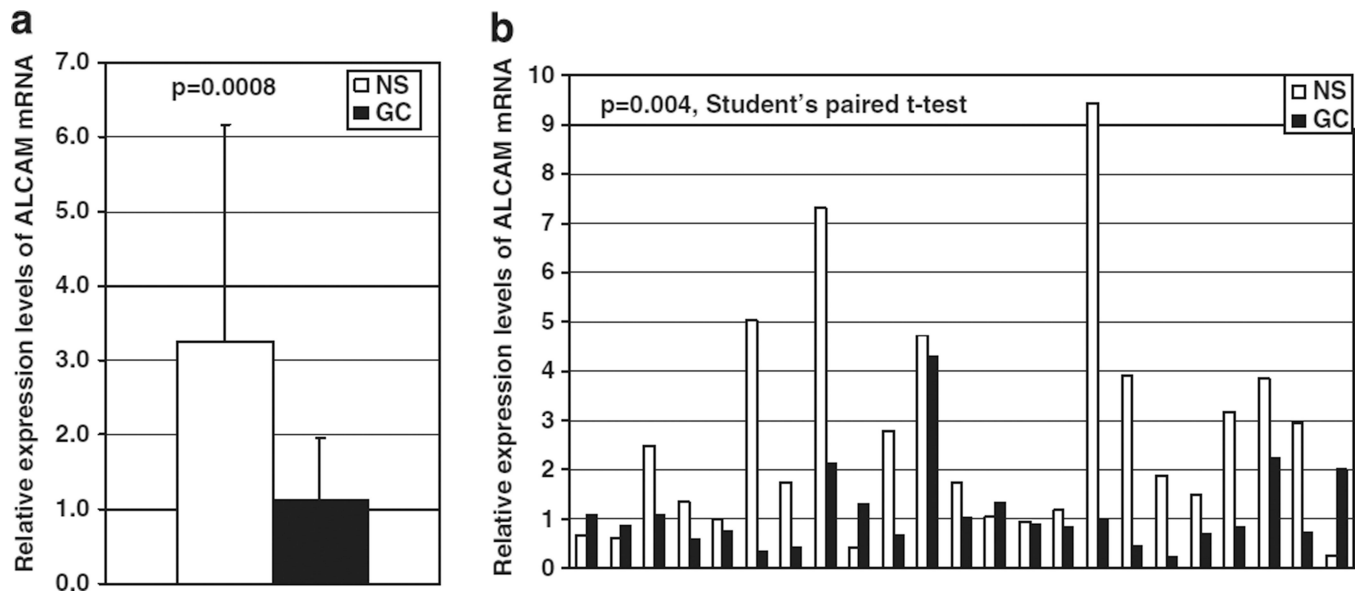 a
Relative expression levels of ALCAM mRNA
7.0
6.0
5.0
4.0
3.0
2.0
1.0
0.0
p=0.0008
NS
GC
b
Relative expression levels of ALCAM mRNA
10
9
8
7
6
5
4
3
2
1
0
p=0.004, Student's paired t-test
NS
GC